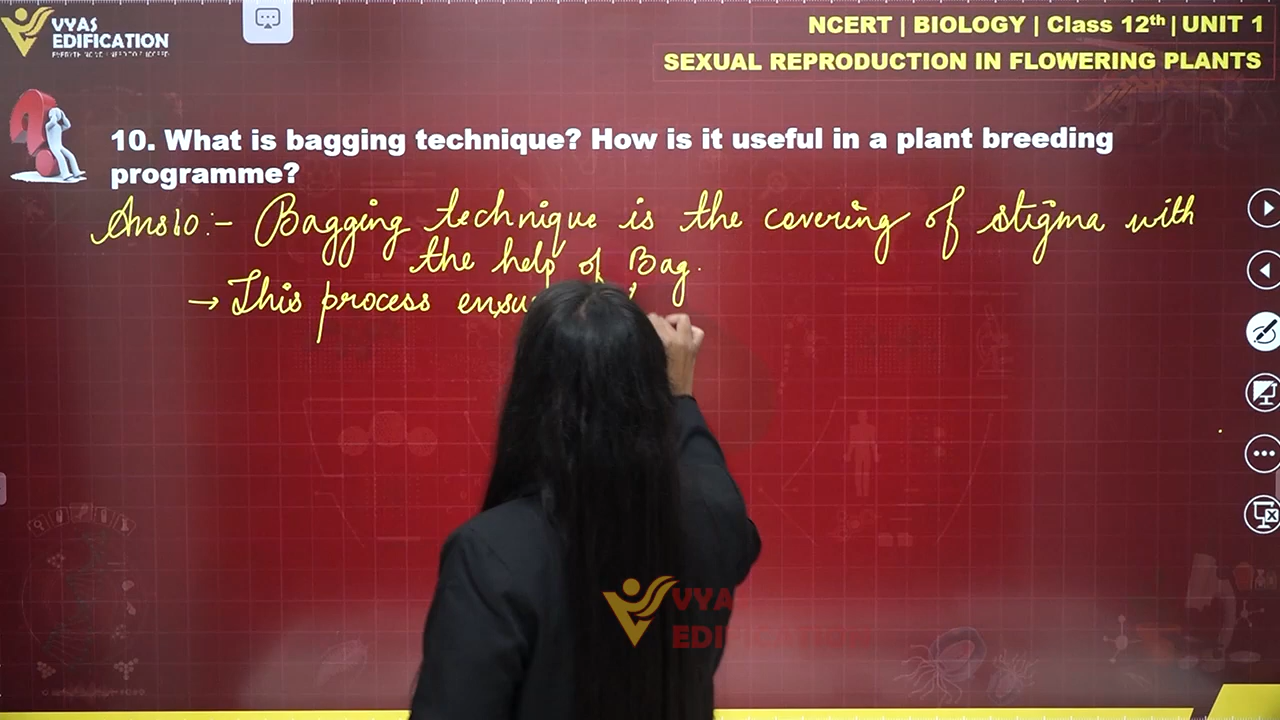 VYAS
EDIFICATION
NCERT | BIOLOGY | Class 12th | UNIT 1
SEXUAL REPRODUCTION IN FLOWERING PLANTS
10. What is bagging technique? How is it useful in a plant breeding
programme?
Ans10:- Bagging technique is the covering of stigma with
the help of Bag.
→ This process
VYAS
EDIFICATION